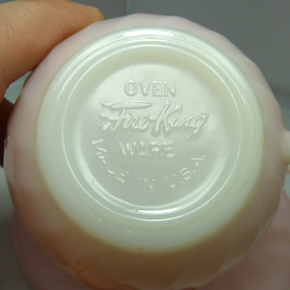 OVEN
Fire-King
WARE
MADE IN U.S.A.